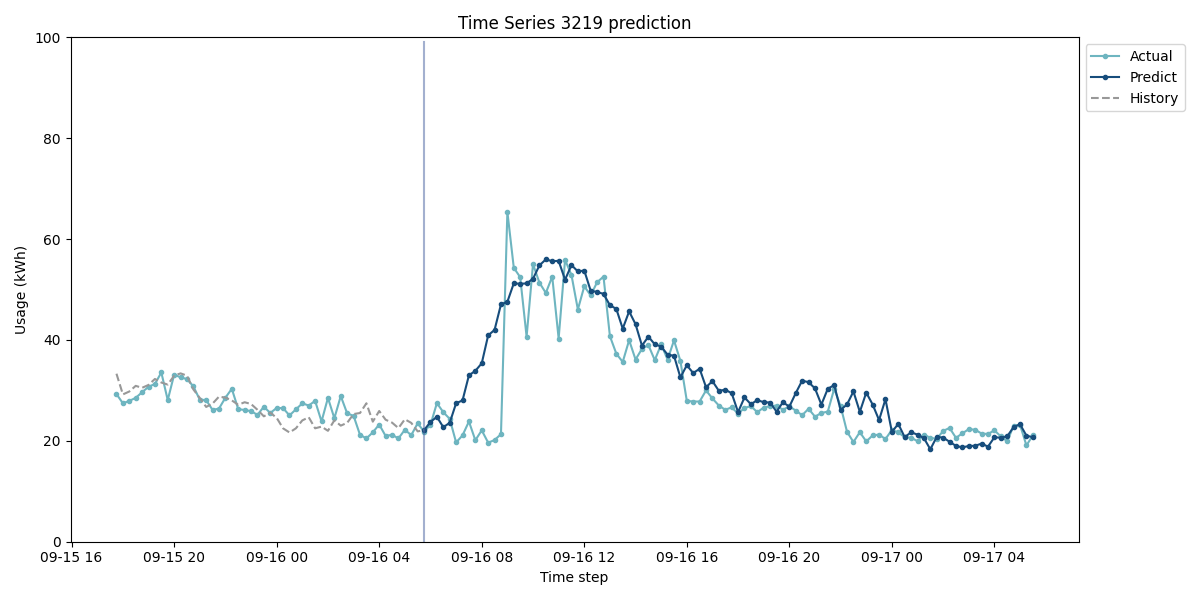 Time Series 3219 prediction
100
80
60
40
20
0
Usage (kWh)
09-15 16
09-15 20
09-16 00
09-16 04
09-16 08
09-16 12
09-16 16
09-16 20
09-17 00
09-17 04
Time step
Actual
Predict
History